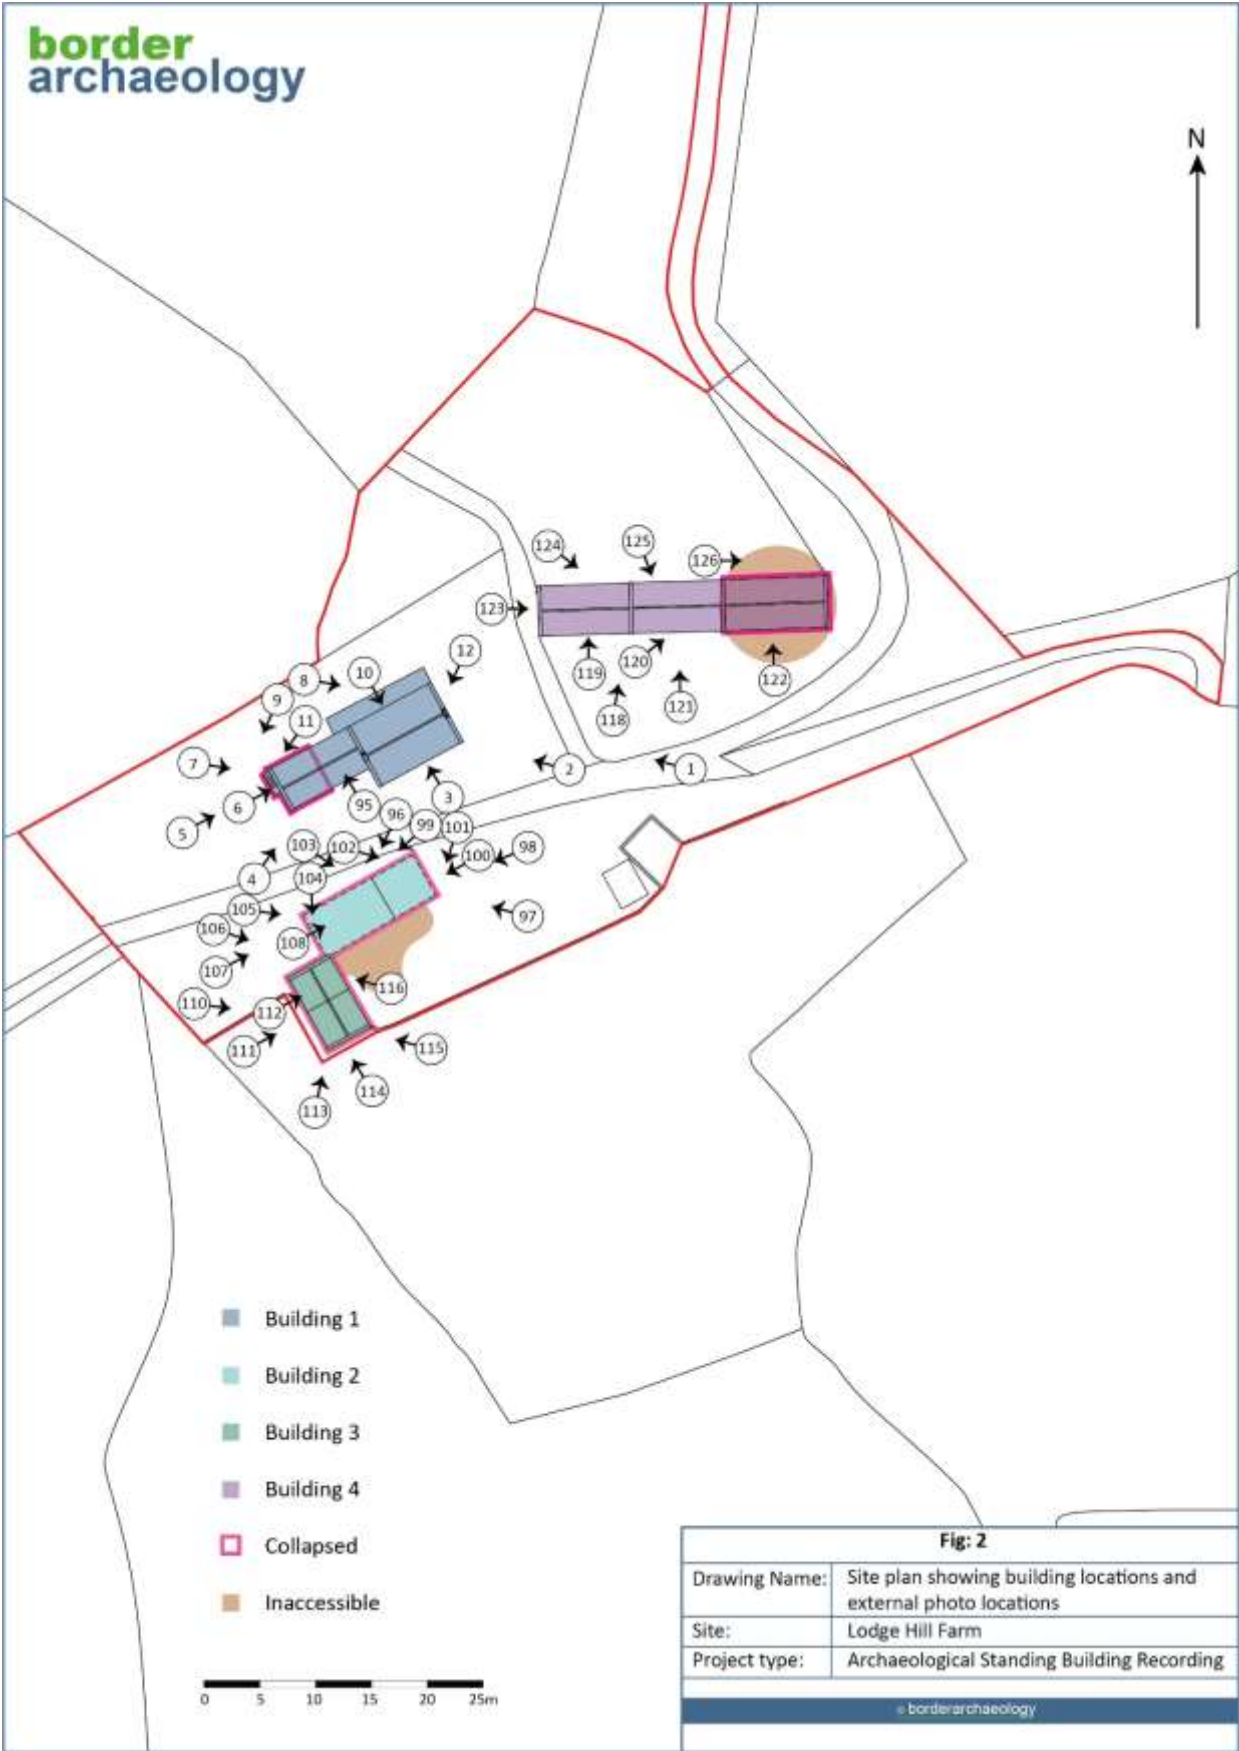 border
archaeology
N
124
125
126
123
119
120
122
118
121
12
8
10
9
11
7
2
1
6
95
3
5
96
99
101
103
102
100
98
4
104
105
97
106
108
107
116
110
112
111
115
114
113
Building 1
Building 2
Building 3
Building 4
Collapsed
Inaccessible
0 5 10 15 20 25m
Fig: 2
Drawing Name: Site plan showing building locations and
external photo locations
Site: Lodge Hill Farm
Project type: Archaeological Standing Building Recording
© borderarchaeology